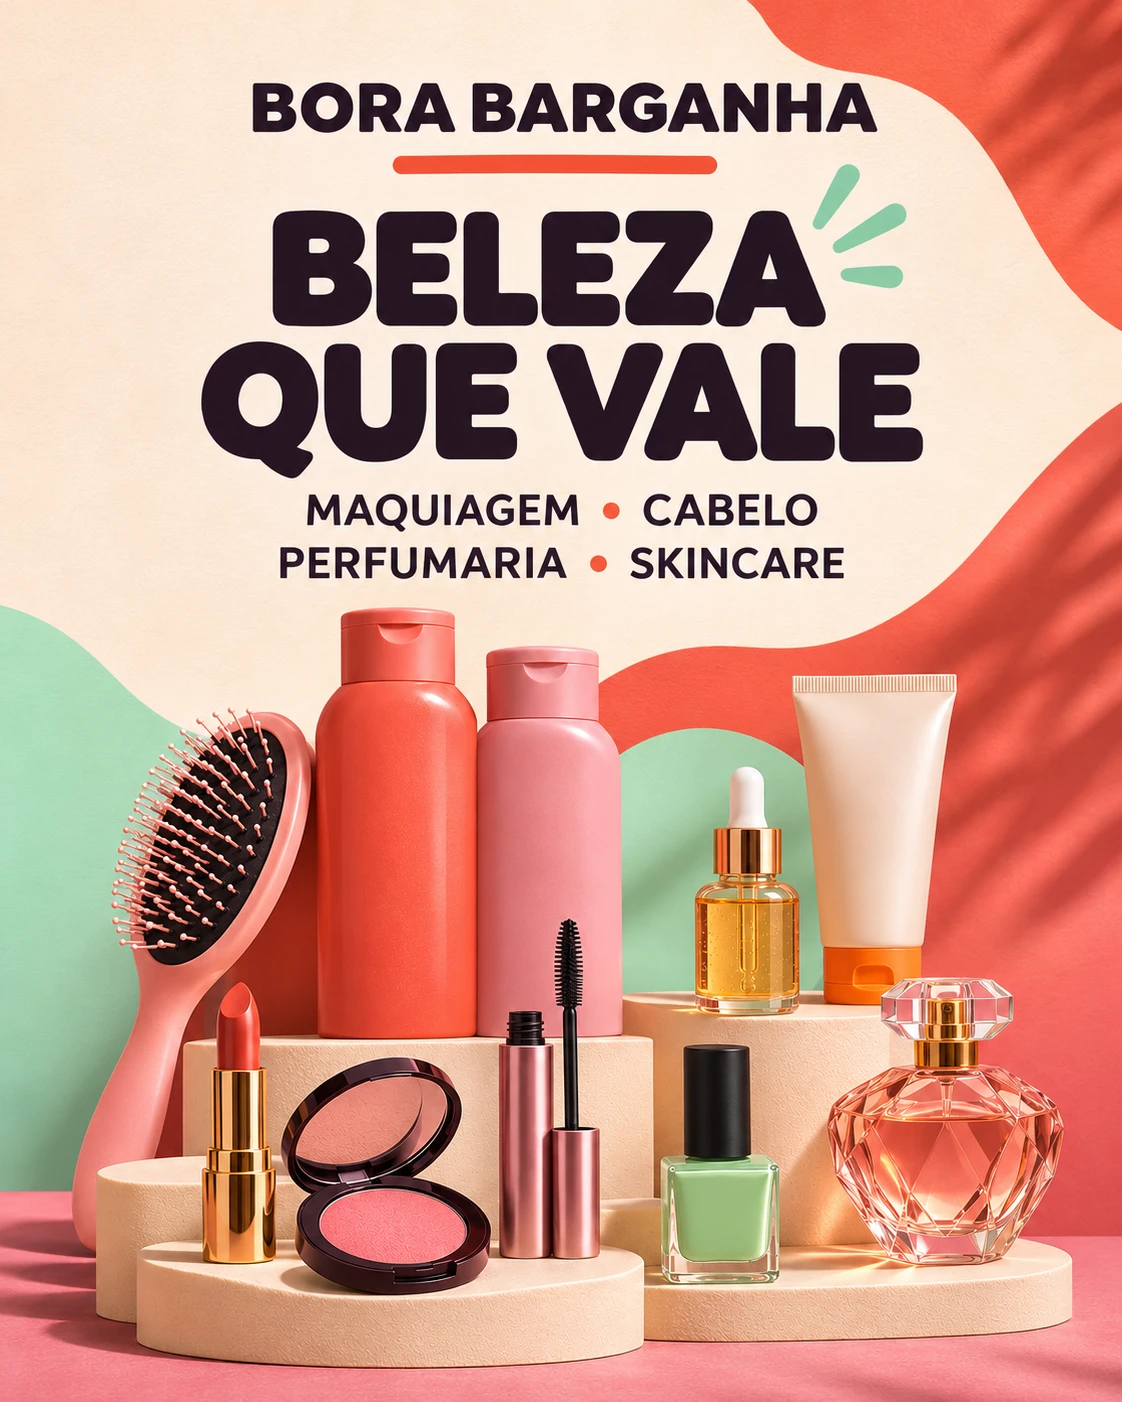 BORA BARGANHA
BELEZA
QUE VALE
MAQUIAGEM • CABELO
PERFUMARIA • SKINCARE